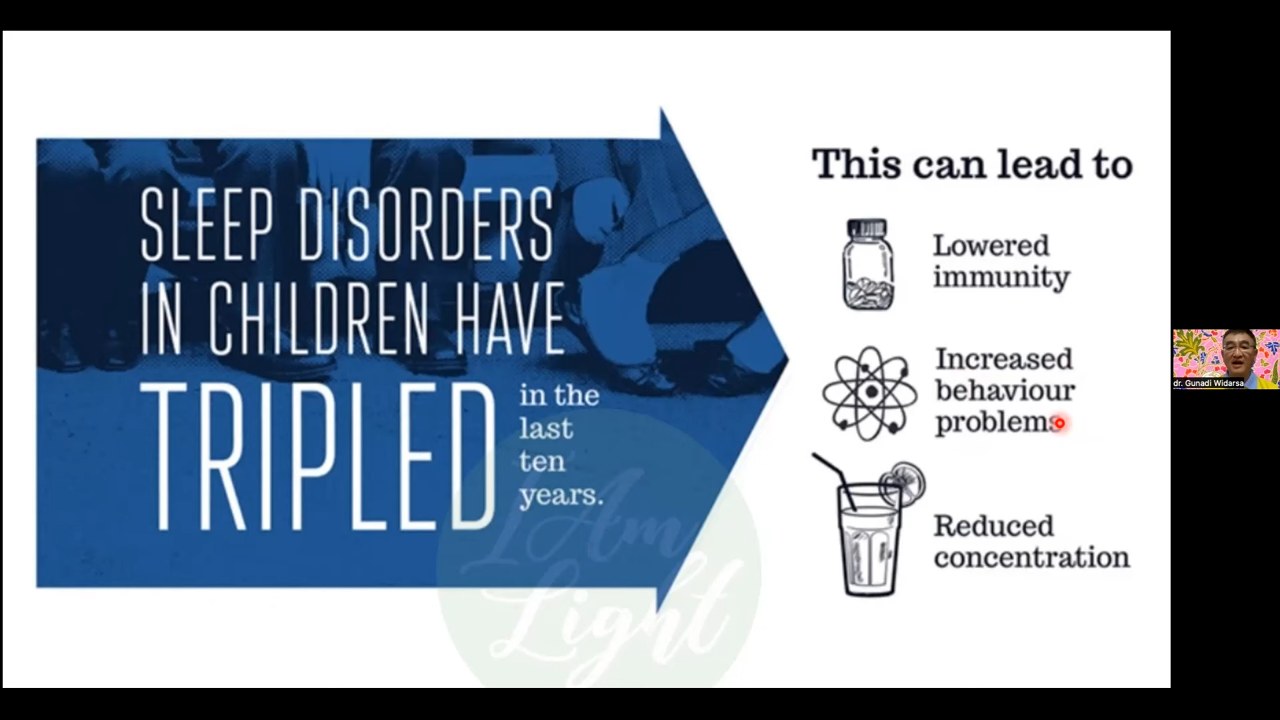 SLEEP DISORDERS
IN CHILDREN HAVE
TRIPLED
in the
last
ten
years.
This can lead to
Lowered
immunity
Increased
behaviour
problems
Reduced
concentration
I Am
Light
dr. Gunadi Widarsa